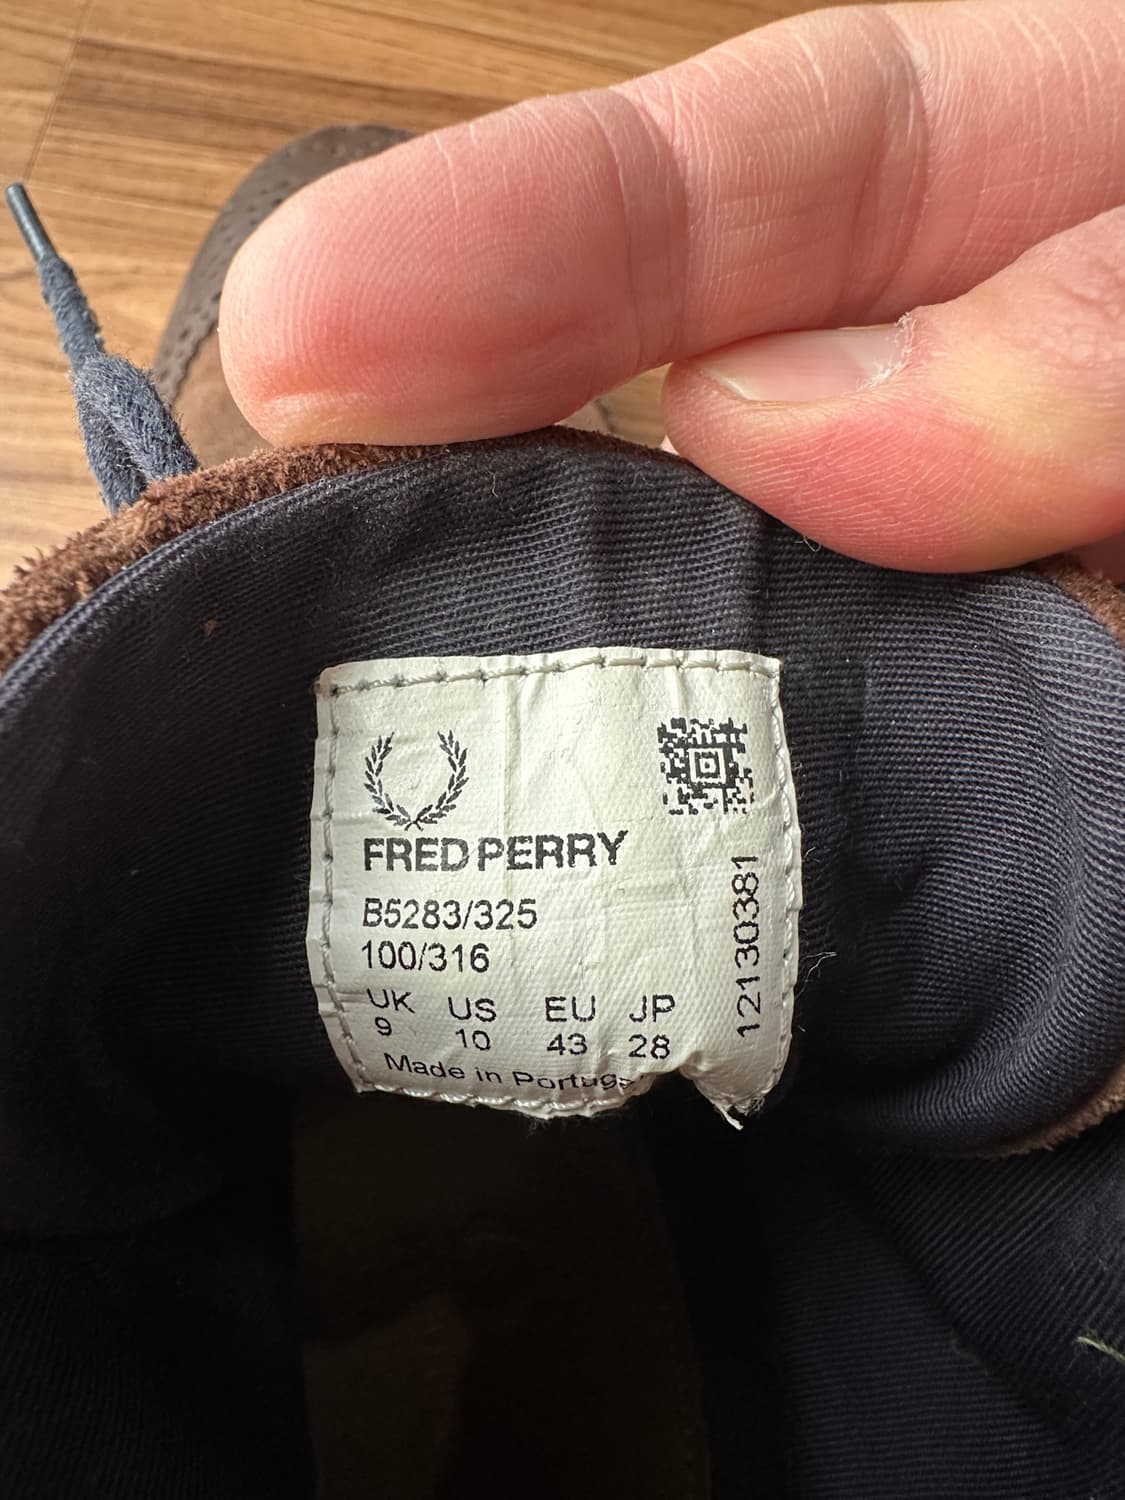 FRED PERRY
B5283/325
100/316
UK US EU JP
9 10 43 28
Made in Portuga
12130381